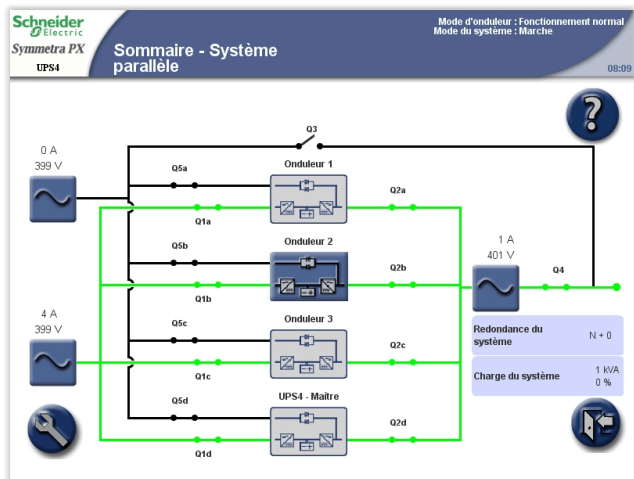 Schneider
Electric
Symmetra PX
UPS4
Sommaire - Système
parallèle
Mode d'onduleur : Fonctionnement normal
Mode du système : Marche
08:09
?
Q3
0 A
399 V
Q5a
Onduleur 1
Q2a
Q1a
Q5b
Onduleur 2
Q2b
Q1b
1 A
401 V
Q4
4 A
399 V
Q5c
Onduleur 3
Q2c
Q1c
Redondance du
système
N + 0
Charge du système
1 kVA
0 %
Q5d
UPS4 - Maître
Q2d
Q1d